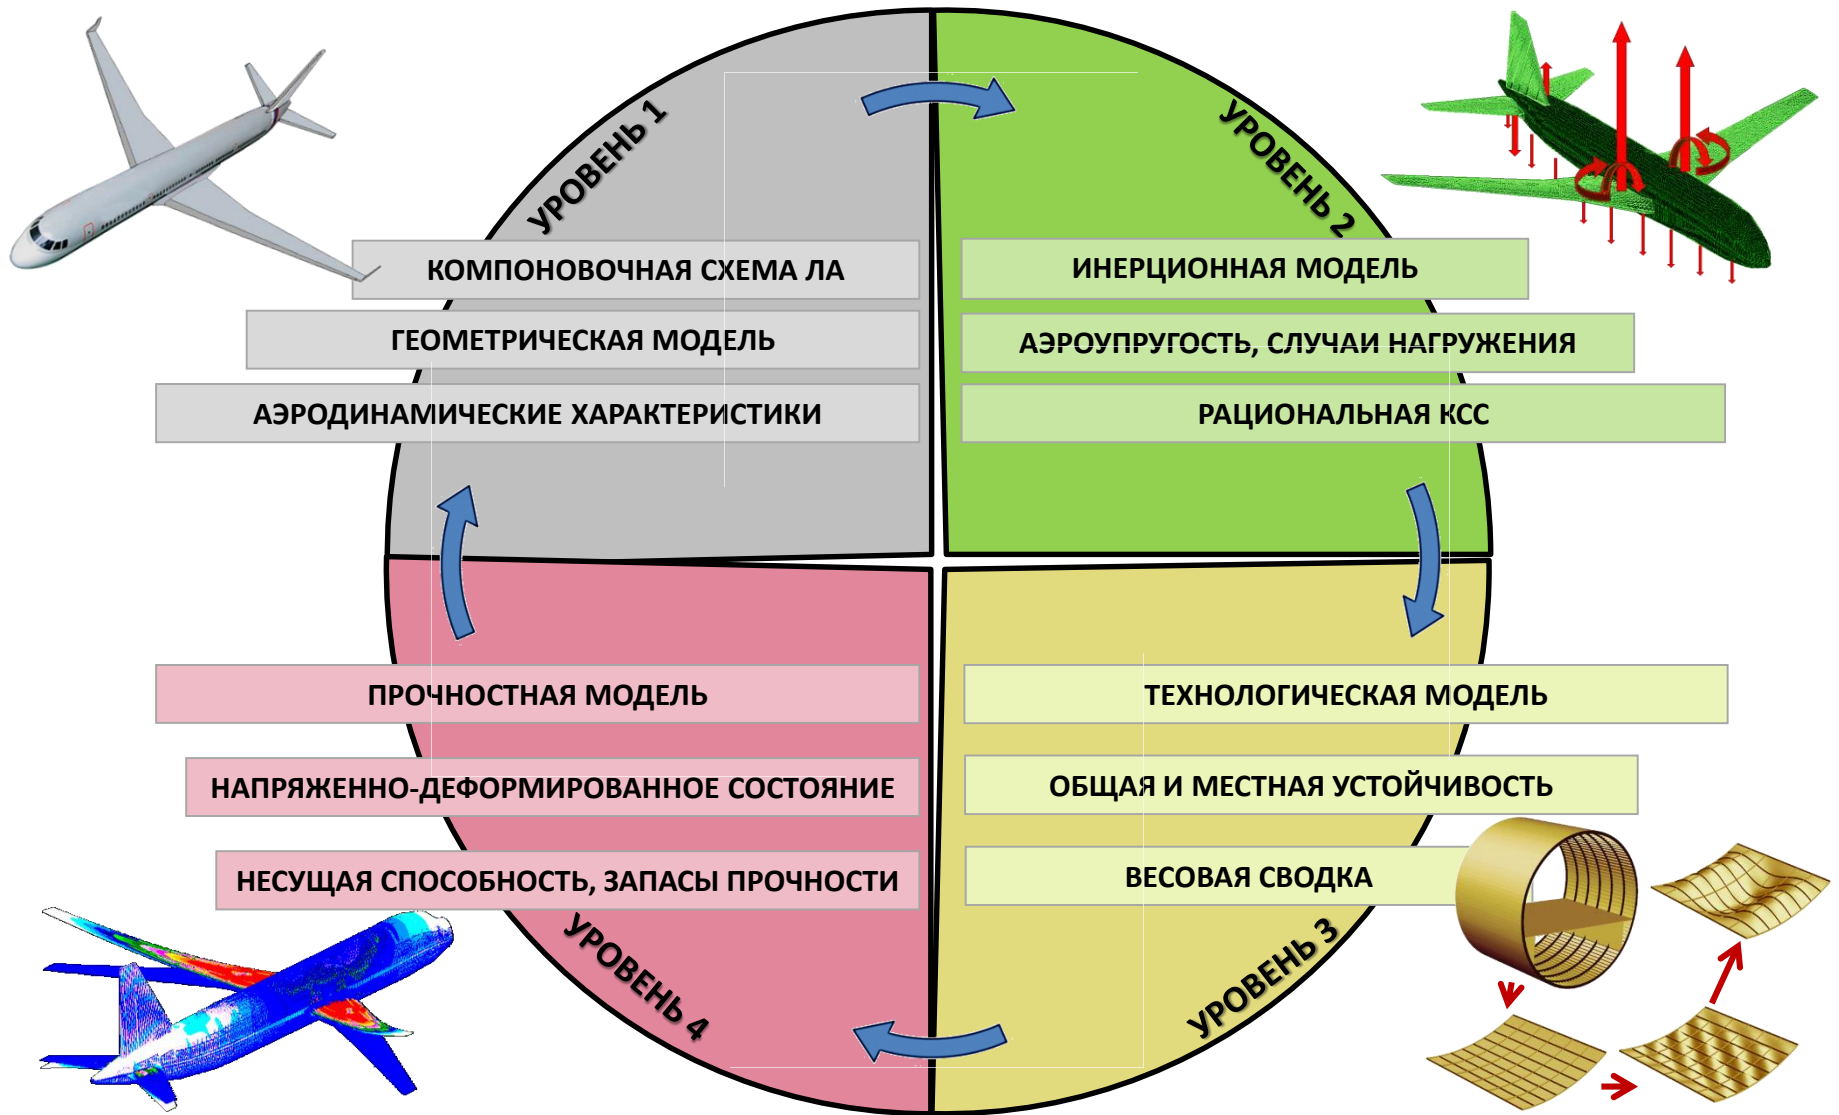 УРОВЕНЬ 1
КОМПОНОВОЧНАЯ СХЕМА ЛА
ГЕОМЕТРИЧЕСКАЯ МОДЕЛЬ
АЭРОДИНАМИЧЕСКИЕ ХАРАКТЕРИСТИКИ
УРОВЕНЬ 2
ИНЕРЦИОННАЯ МОДЕЛЬ
АЭРОУПРУГОСТЬ, СЛУЧАИ НАГРУЖЕНИЯ
РАЦИОНАЛЬНАЯ КСС
ТЕХНОЛОГИЧЕСКАЯ МОДЕЛЬ
ОБЩАЯ И МЕСТНАЯ УСТОЙЧИВОСТЬ
ВЕСОВАЯ СВОДКА
УРОВЕНЬ 3
ПРОЧНОСТНАЯ МОДЕЛЬ
НАПРЯЖЕННО-ДЕФОРМИРОВАННОЕ СОСТОЯНИЕ
НЕСУЩАЯ СПОСОБНОСТЬ, ЗАПАСЫ ПРОЧНОСТИ
УРОВЕНЬ 4